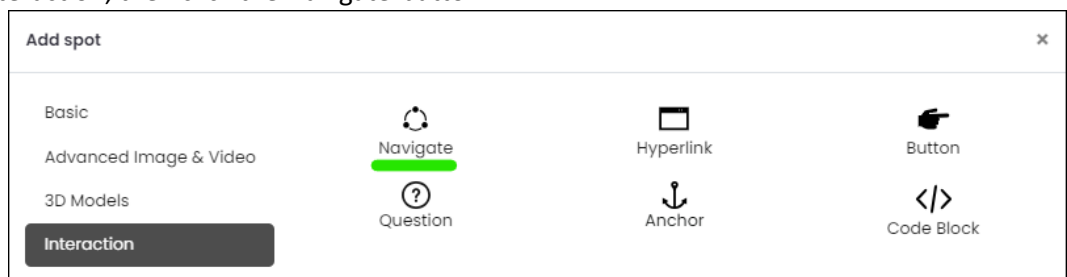 Add spot ×
Basic
Advanced Image & Video
3D Models
Interaction
Navigate
Hyperlink
Button
Question
Anchor
Code Block